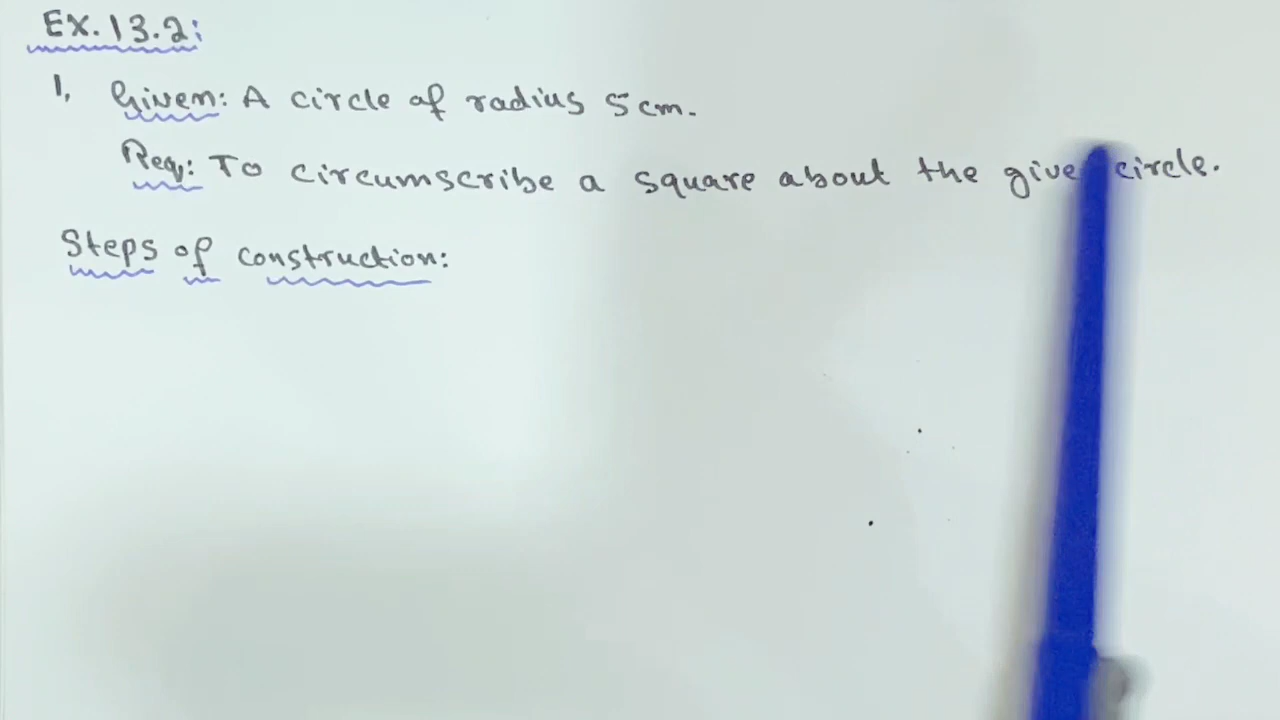 Ex. 13.2:
1, Given: A circle of radius 5cm.
Req: To circumscribe a square about the give circle.
Steps of construction: